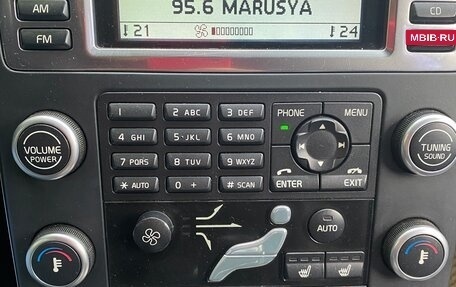 95.6 MARUSYA
21 24
AM CD
FM MBIB.RU
1 2 ABC 3 DEF PHONE MENU
4 GHI 5 JKL 6 MNO
VOLUME TUNING
POWER SOUND
7 PQRS 8 TUV 9 WXYZ
* AUTO 0 + # SCAN ENTER EXIT
AUTO